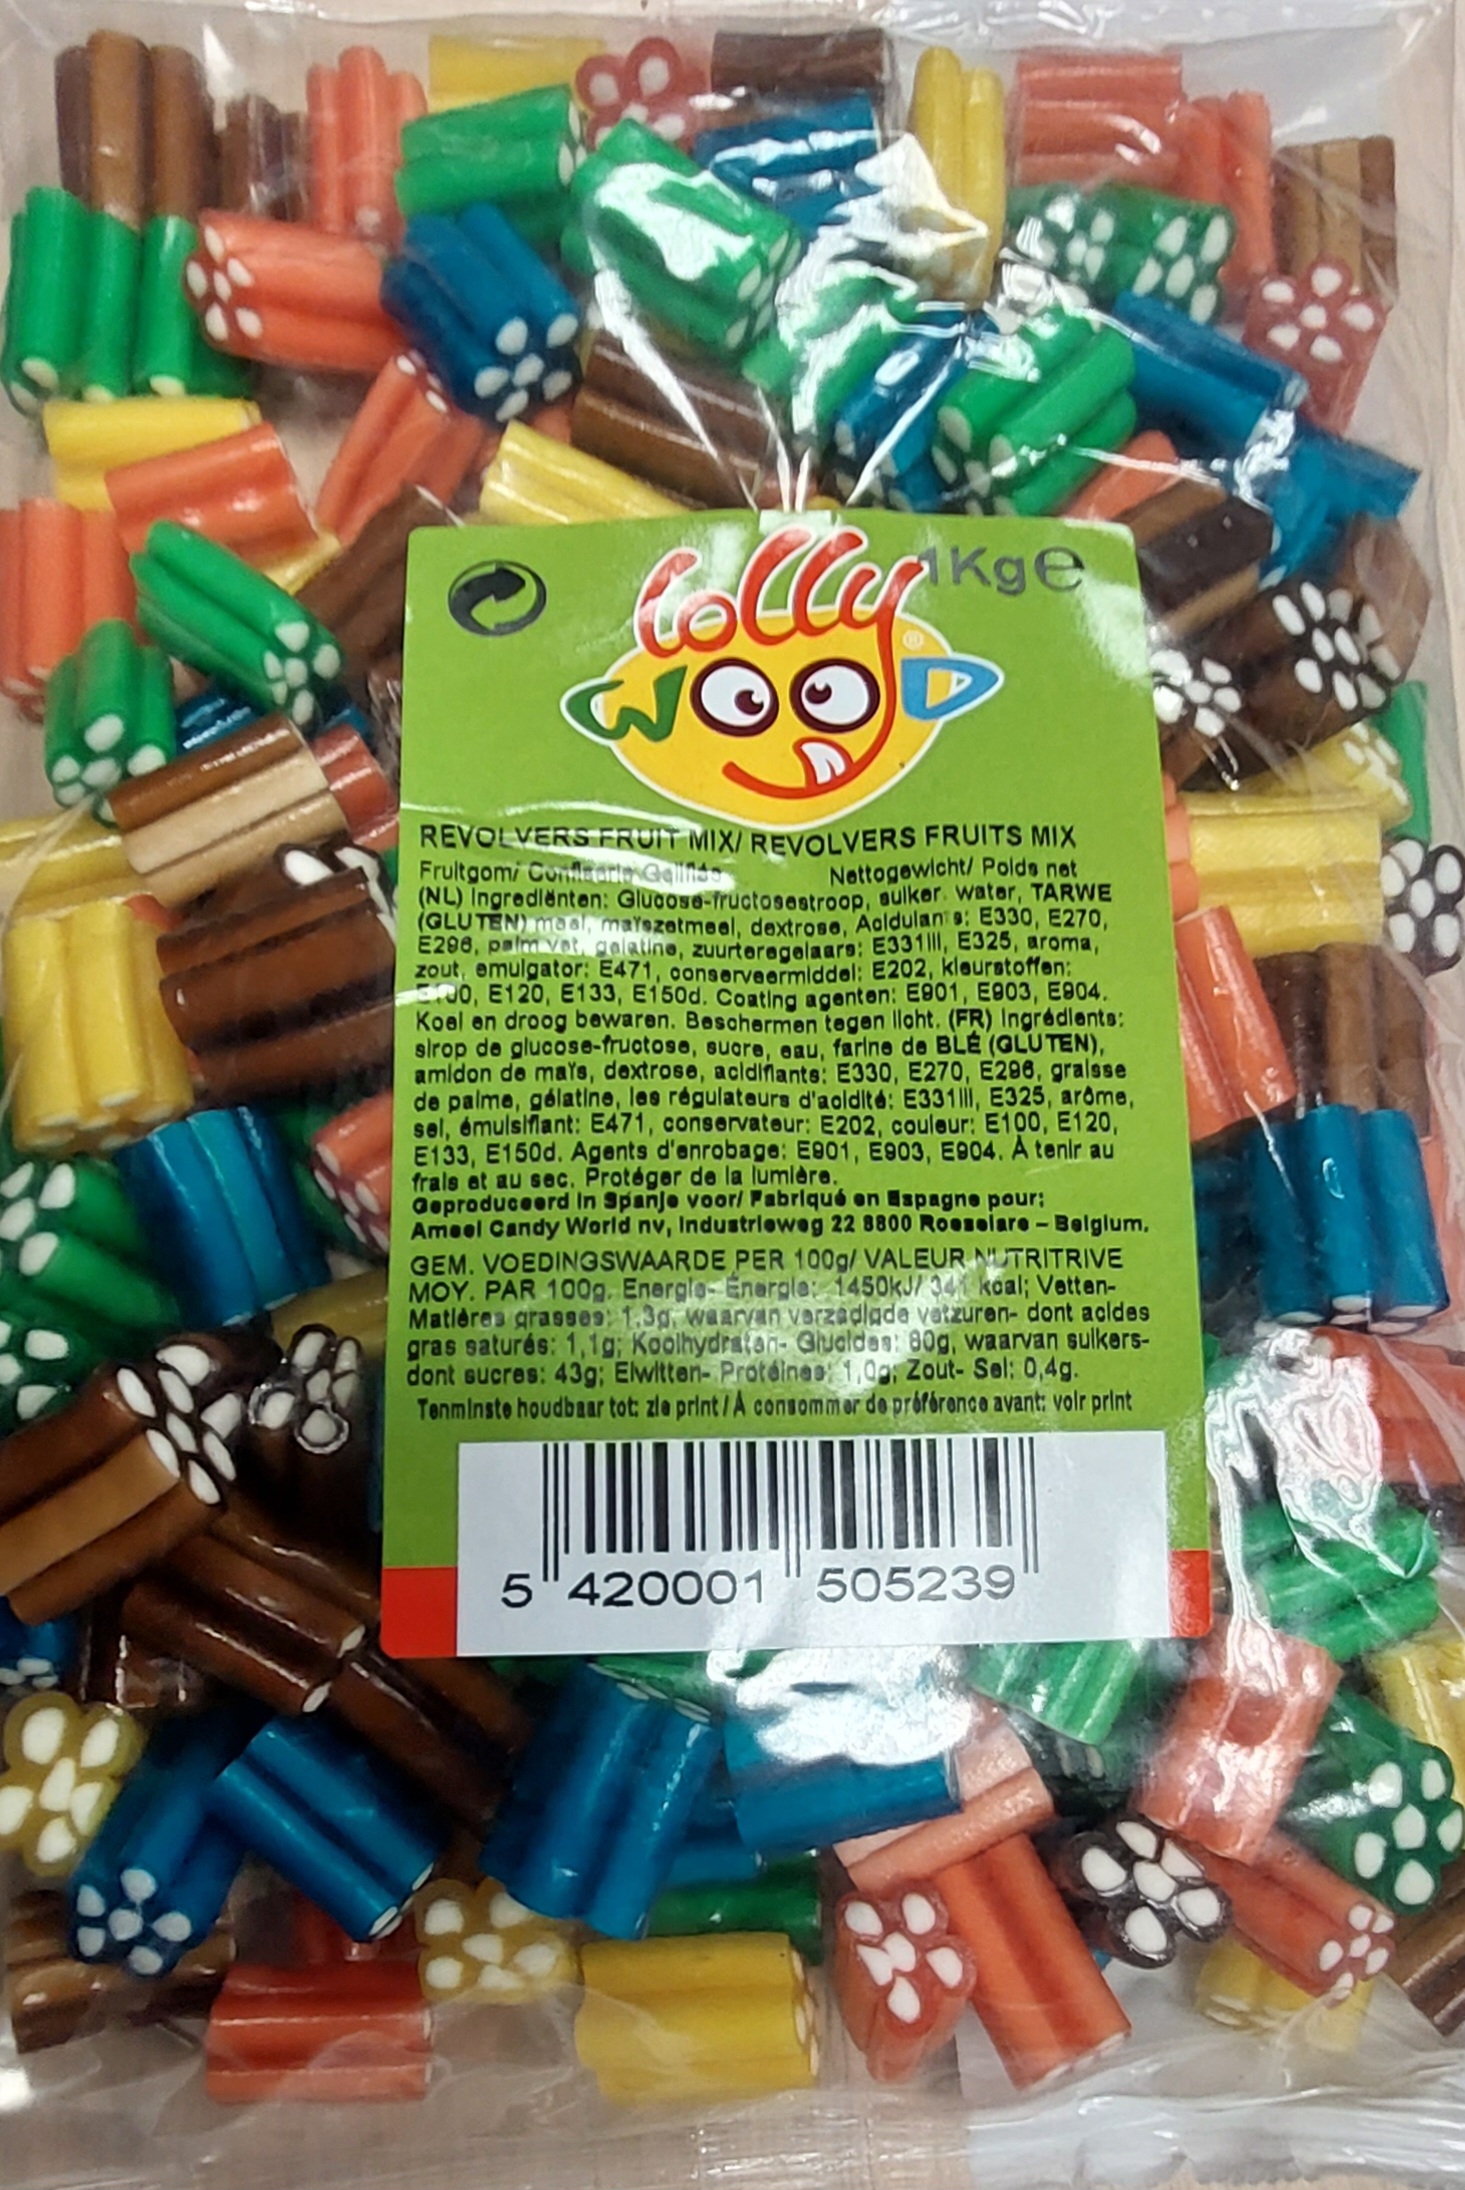 lolly
WOOD®
1Kg℮
REVOLVERS FRUIT MIX/ REVOLVERS FRUITS MIX
Fruitgom/ Confiserie Gélifiée Nettogewicht/ Poids net
(NL) Ingrediënten: Glucose-fructosestroop, suiker. water, TARWE
(GLUTEN) meel, maïszetmeel, dextrose, Acidulan s: E330, E270,
E296, palm vet, gelatine, zuurteregelaars: E331iii, E325, aroma,
zout, emulgator: E471, conserveermiddel: E202, kleurstoffen:
E100, E120, E133, E150d. Coating agenten: E901, E903, E904.
Koel en droog bewaren. Beschermen tegen licht. (FR) Ingrédients:
sirop de glucose-fructose, sucre, eau, farine de BLÉ (GLUTEN),
amidon de maïs, dextrose, acidifiants: E330, E270, E296, graisse
de palme, gélatine, les régulateurs d'acidité: E331iii, E325, arôme,
sel, émulsifiant: E471, conservateur: E202, couleur: E100, E120,
E133, E150d. Agents d'enrobage: E901, E903, E904. À tenir au
frais et au sec. Protéger de la lumière.
Geproduceerd in Spanje voor/ Fabriqué en Espagne pour:
Ameel Candy World nv, Industrieweg 22 8800 Roeselare – Belgium.
GEM. VOEDINGSWAARDE PER 100g/ VALEUR NUTRITRIVE
MOY. PAR 100g. Energie- Énergie: 1450kJ/ 341 kcal; Vetten-
Matières grasses: 1,3g, waarvan verzadigde vetzuren- dont acides
gras saturés: 1,1g; Koolhydraten- Glucides: 80g, waarvan suikers-
dont sucres: 43g; Eiwitten- Protéines: 1,0g; Zout- Sel: 0,4g.
Tenminste houdbaar tot: zie print / À consommer de préférence avant: voir print
5 420001 505239